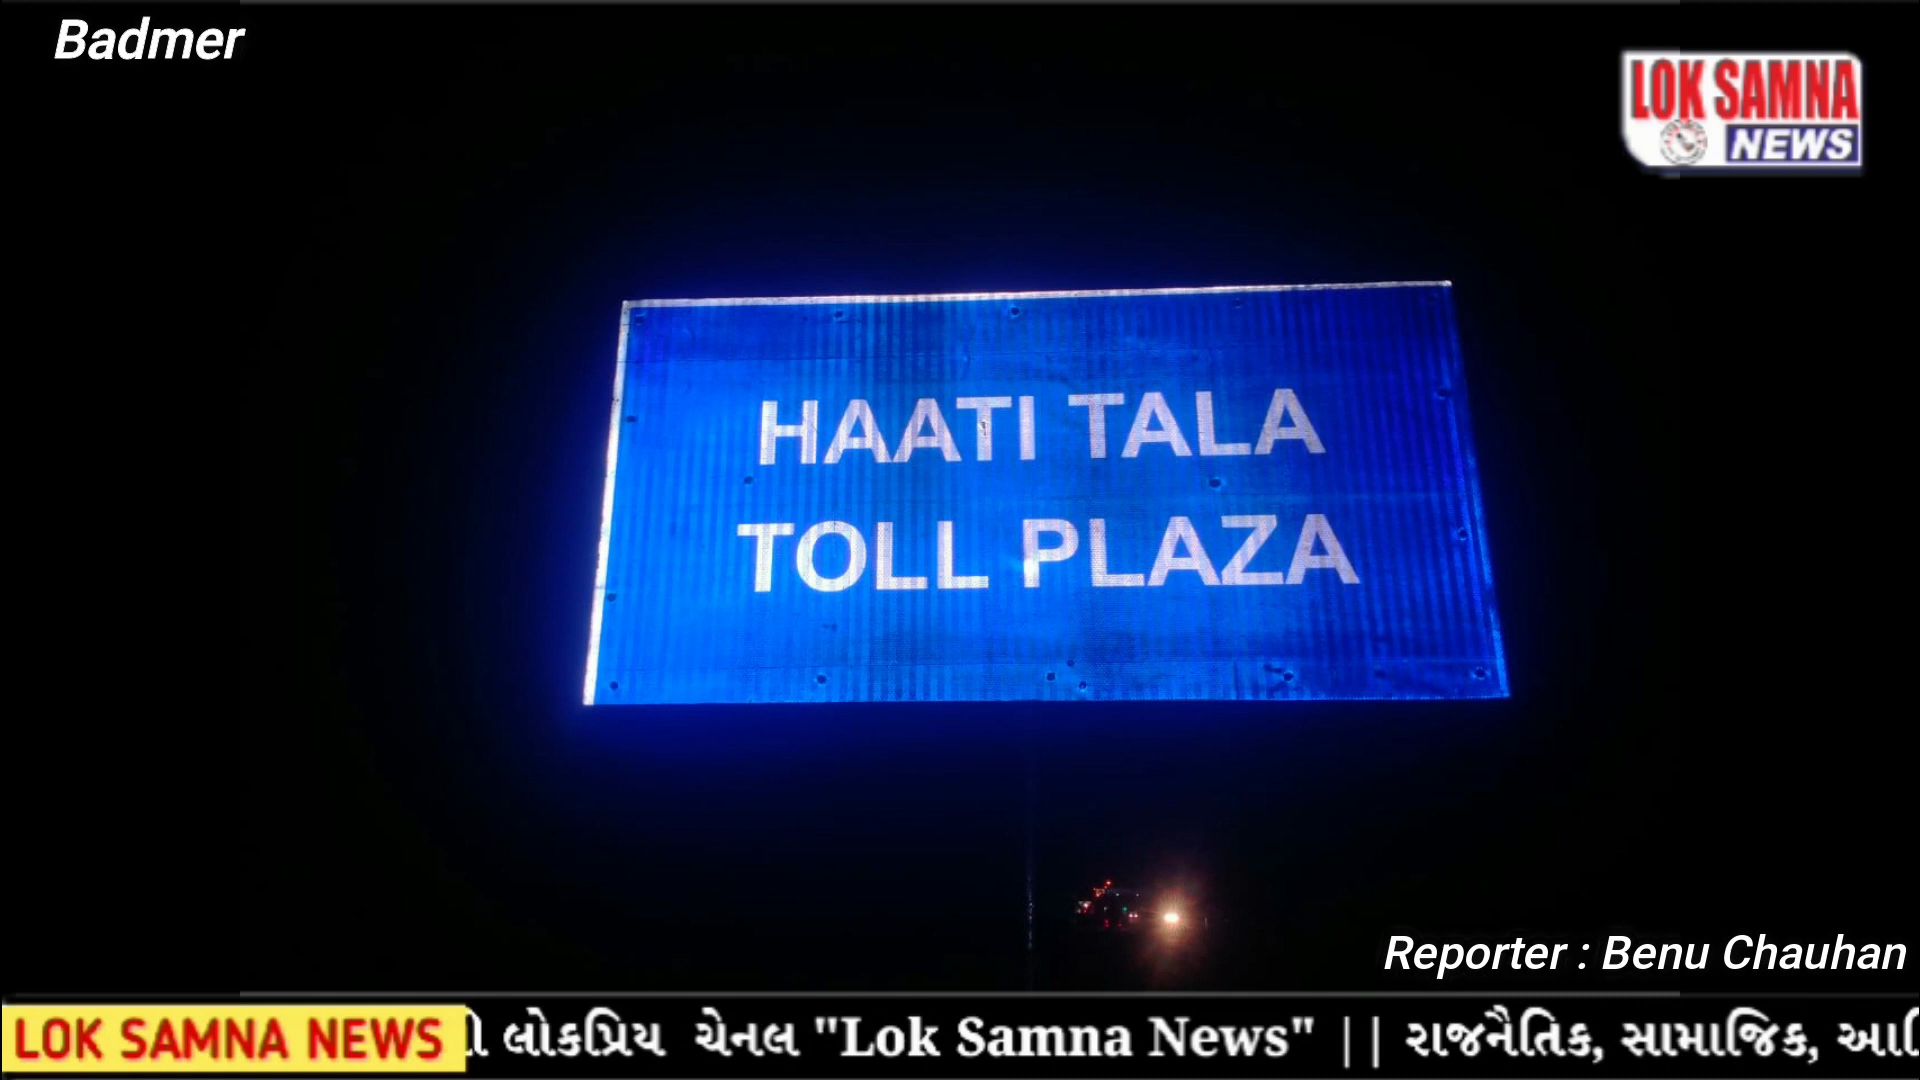 Badmer
LOK SAMNA
NEWS
HAATI TALA
TOLL PLAZA
Reporter : Benu Chauhan
LOK SAMNA NEWS
લોકપ્રિય ચેનલ "Lok Samna News" || રાજનૈતિક, સામાજિક,